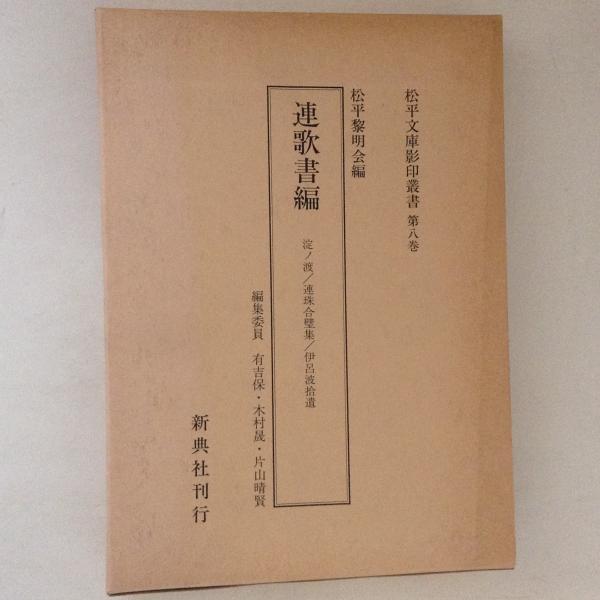 松平文庫影印叢書 第八巻
松平黎明会編
連歌書編
淀ノ渡／連珠合璧集／伊呂波拾遺
編集委員 有吉保・木村晟・片山晴賢
新典社刊行